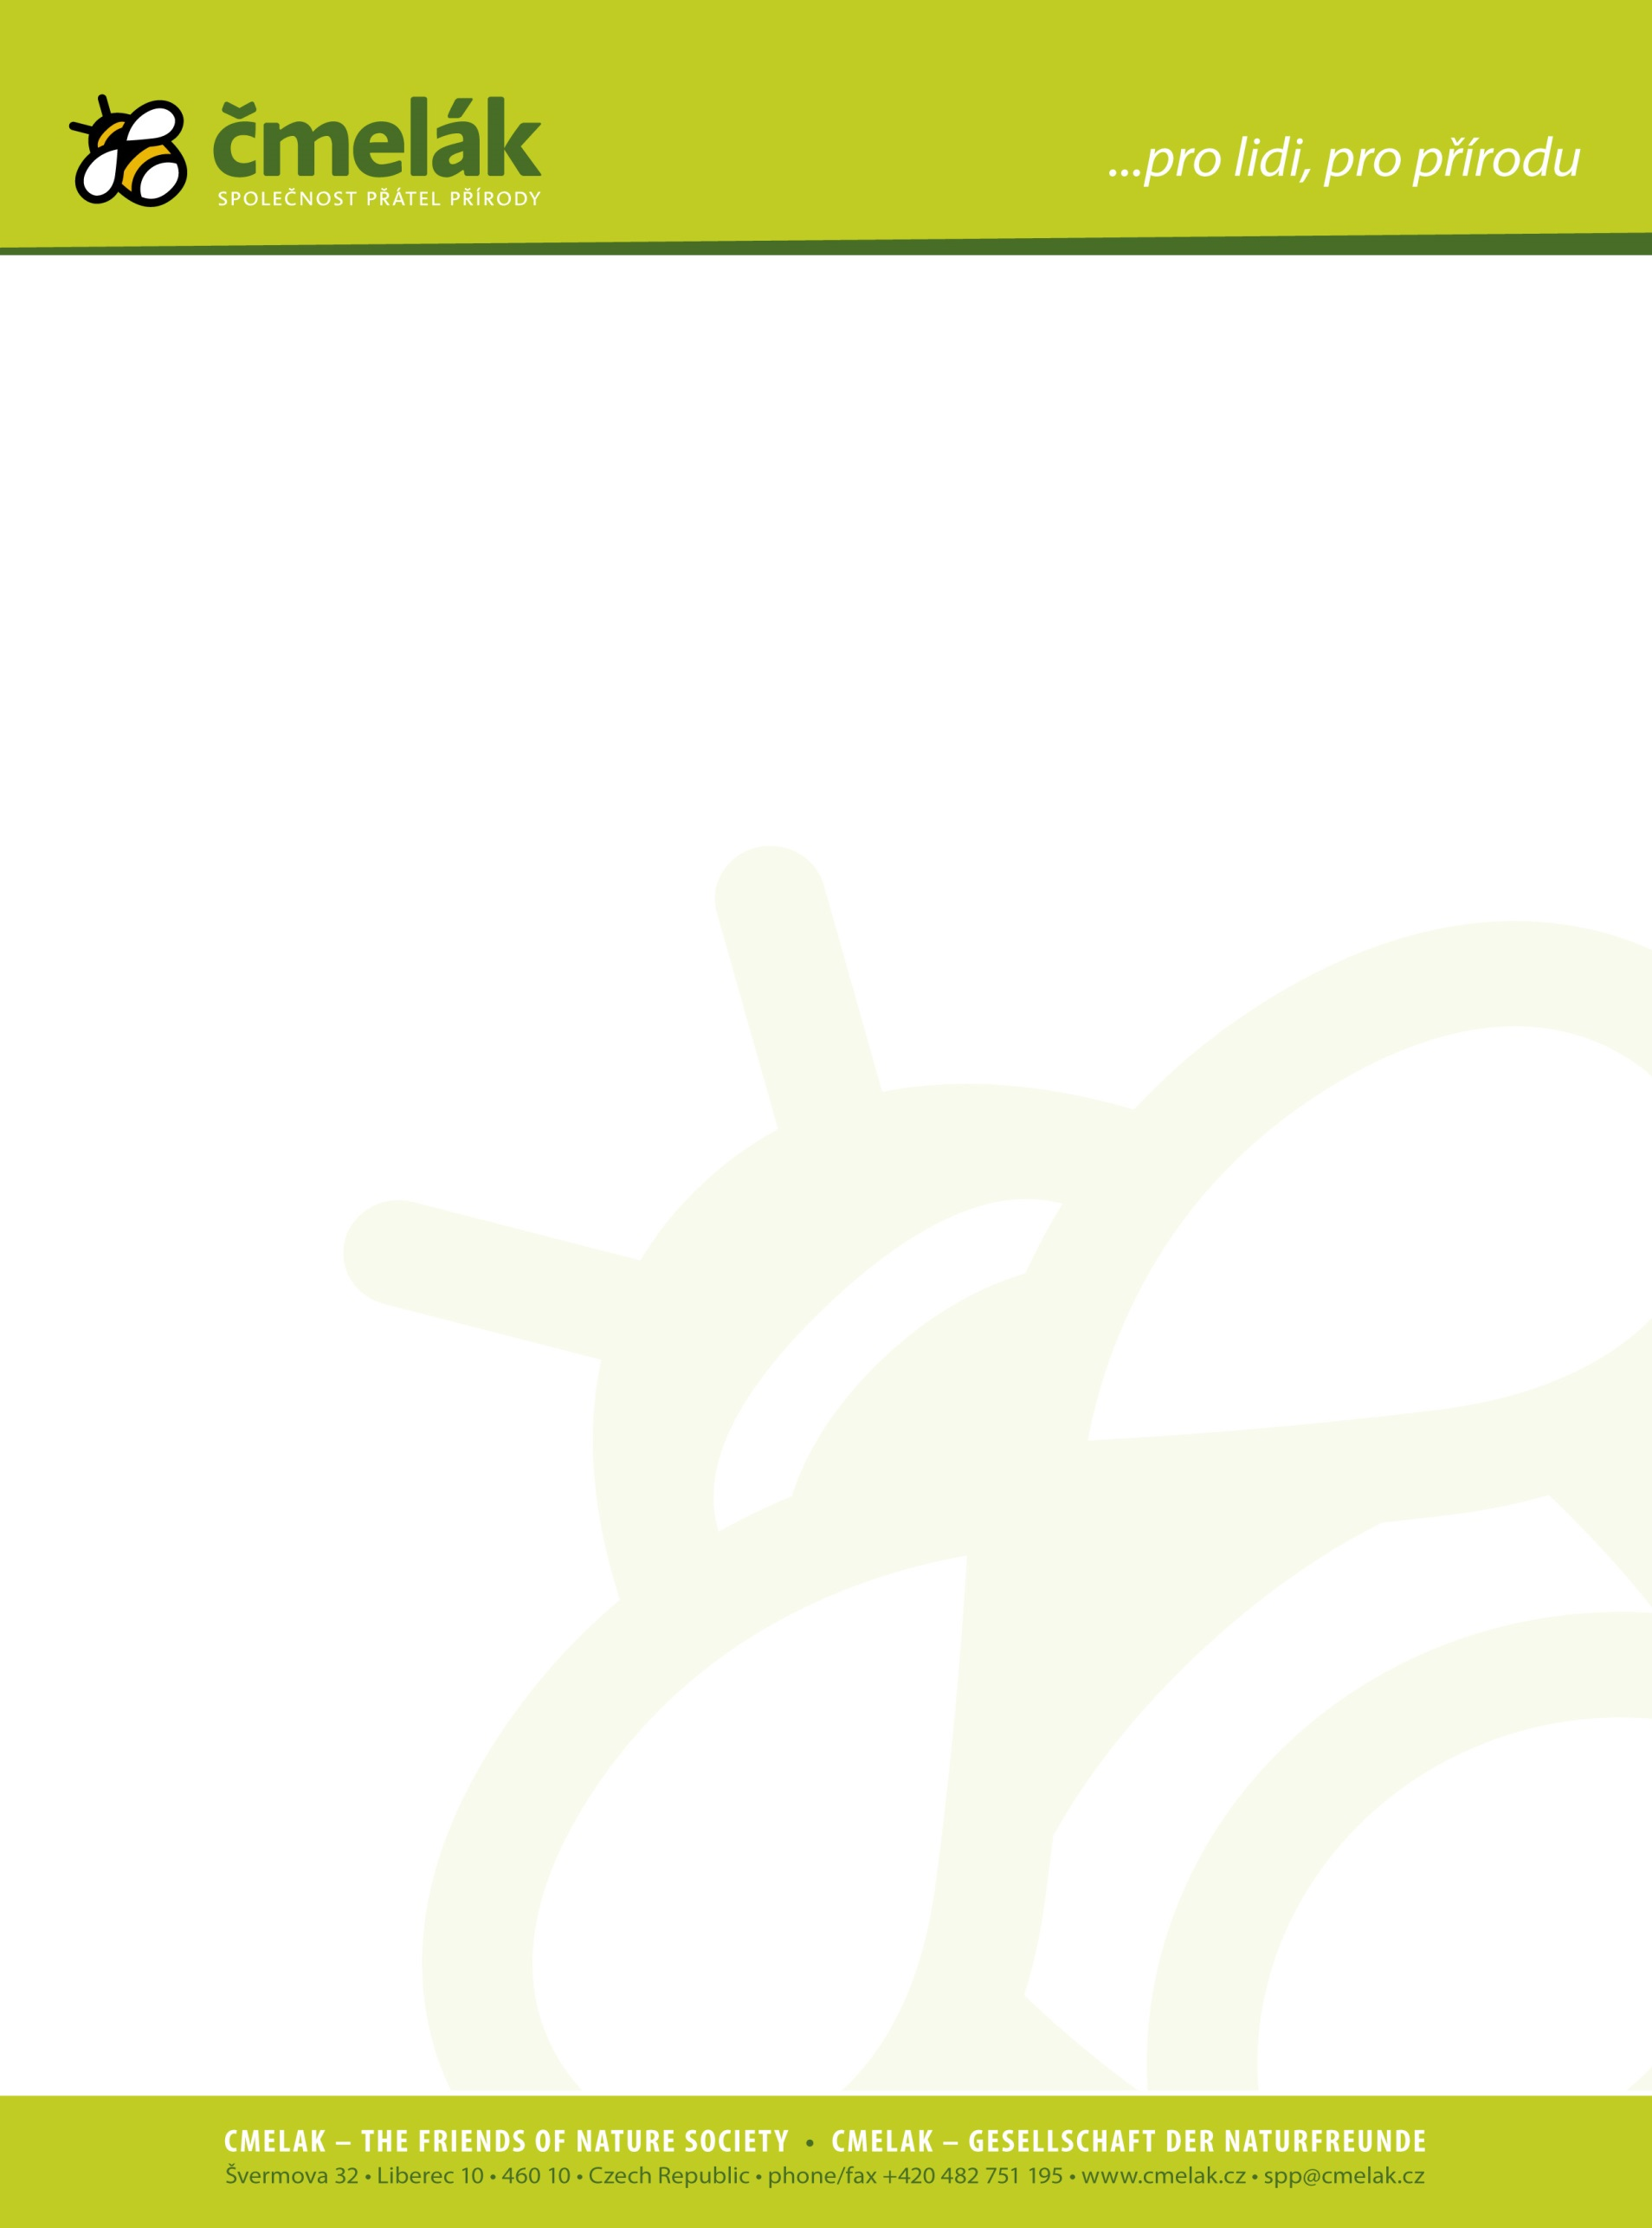 čmelák
SPOLEČNOST PŘÁTEL PŘÍRODY
...pro lidi, pro přírodu
CMELAK – THE FRIENDS OF NATURE SOCIETY • CMELAK – GESELLSCHAFT DER NATURFREUNDE
Švermova 32 • Liberec 10 • 460 10 • Czech Republic • phone/fax +420 482 751 195 • www.cmelak.cz • spp@cmelak.cz